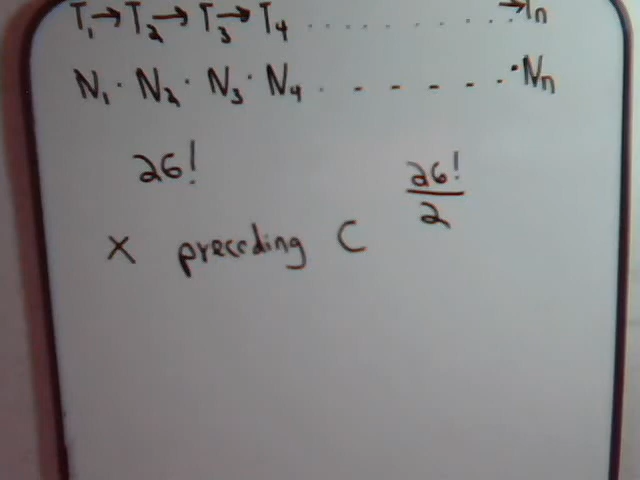 T₁→T₂→T₃→T₄ . . . . . . . . . . →Tn
N₁ · N₂ · N₃ · N₄ . - - - - - . · Nn
26!
26!/2
X preceding C